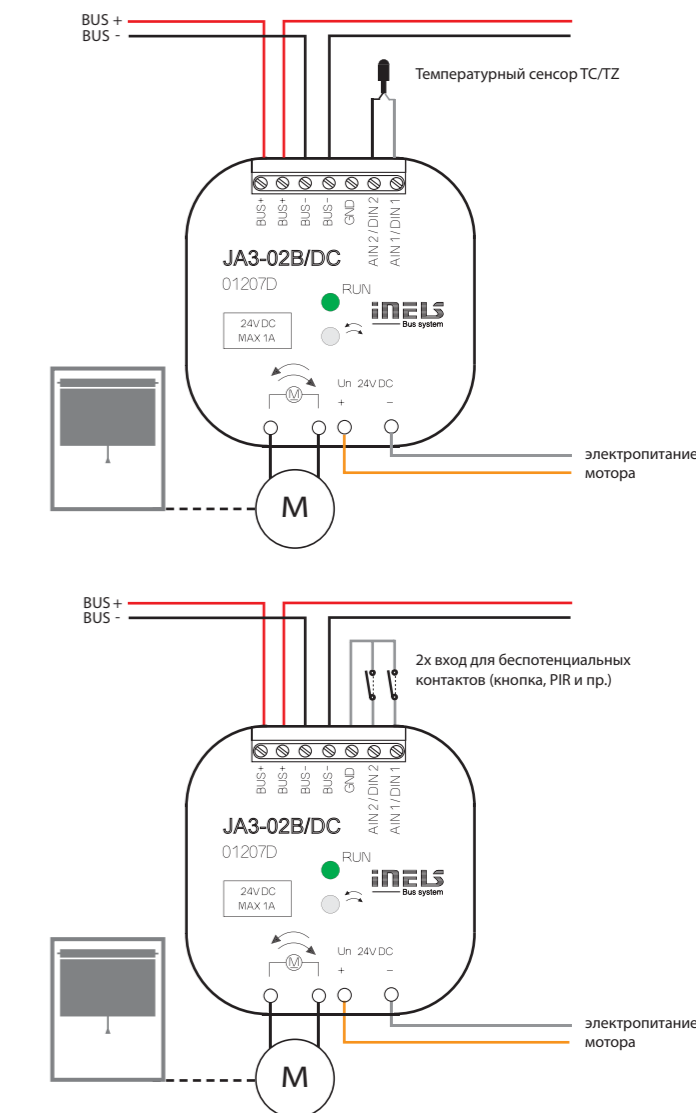 BUS +
BUS -
Температурный сенсор TC/TZ
BUS+
BUS+
BUS-
BUS-
GND
AIN 2 / DIN 2
AIN 1 / DIN 1
JA3-02B/DC
01207D
RUN
iNELS
Bus system
24V DC
MAX 1A
M
Un 24V DC
+
–
электропитание
мотора
M
BUS +
BUS -
2x вход для беспотенциальных
контактов (кнопка, PIR и пр.)
BUS+
BUS+
BUS-
BUS-
GND
AIN 2 / DIN 2
AIN 1 / DIN 1
JA3-02B/DC
01207D
RUN
iNELS
Bus system
24V DC
MAX 1A
M
Un 24V DC
+
–
электропитание
мотора
M